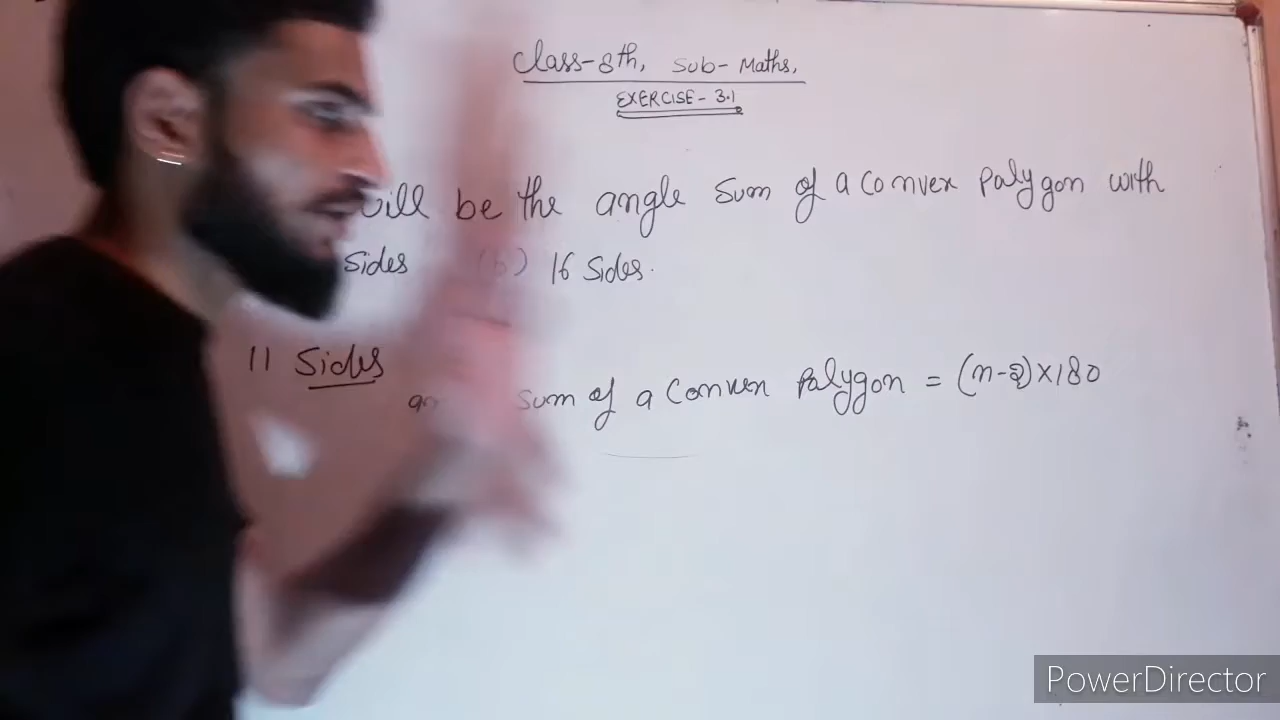 Class-8th, Sub- Maths,
EXERCISE - 3.1
will be the angle sum of a convex polygon with
sides (b) 16 sides.
11 Sides
sum of a convex polygon = (n-2)×180
PowerDirector